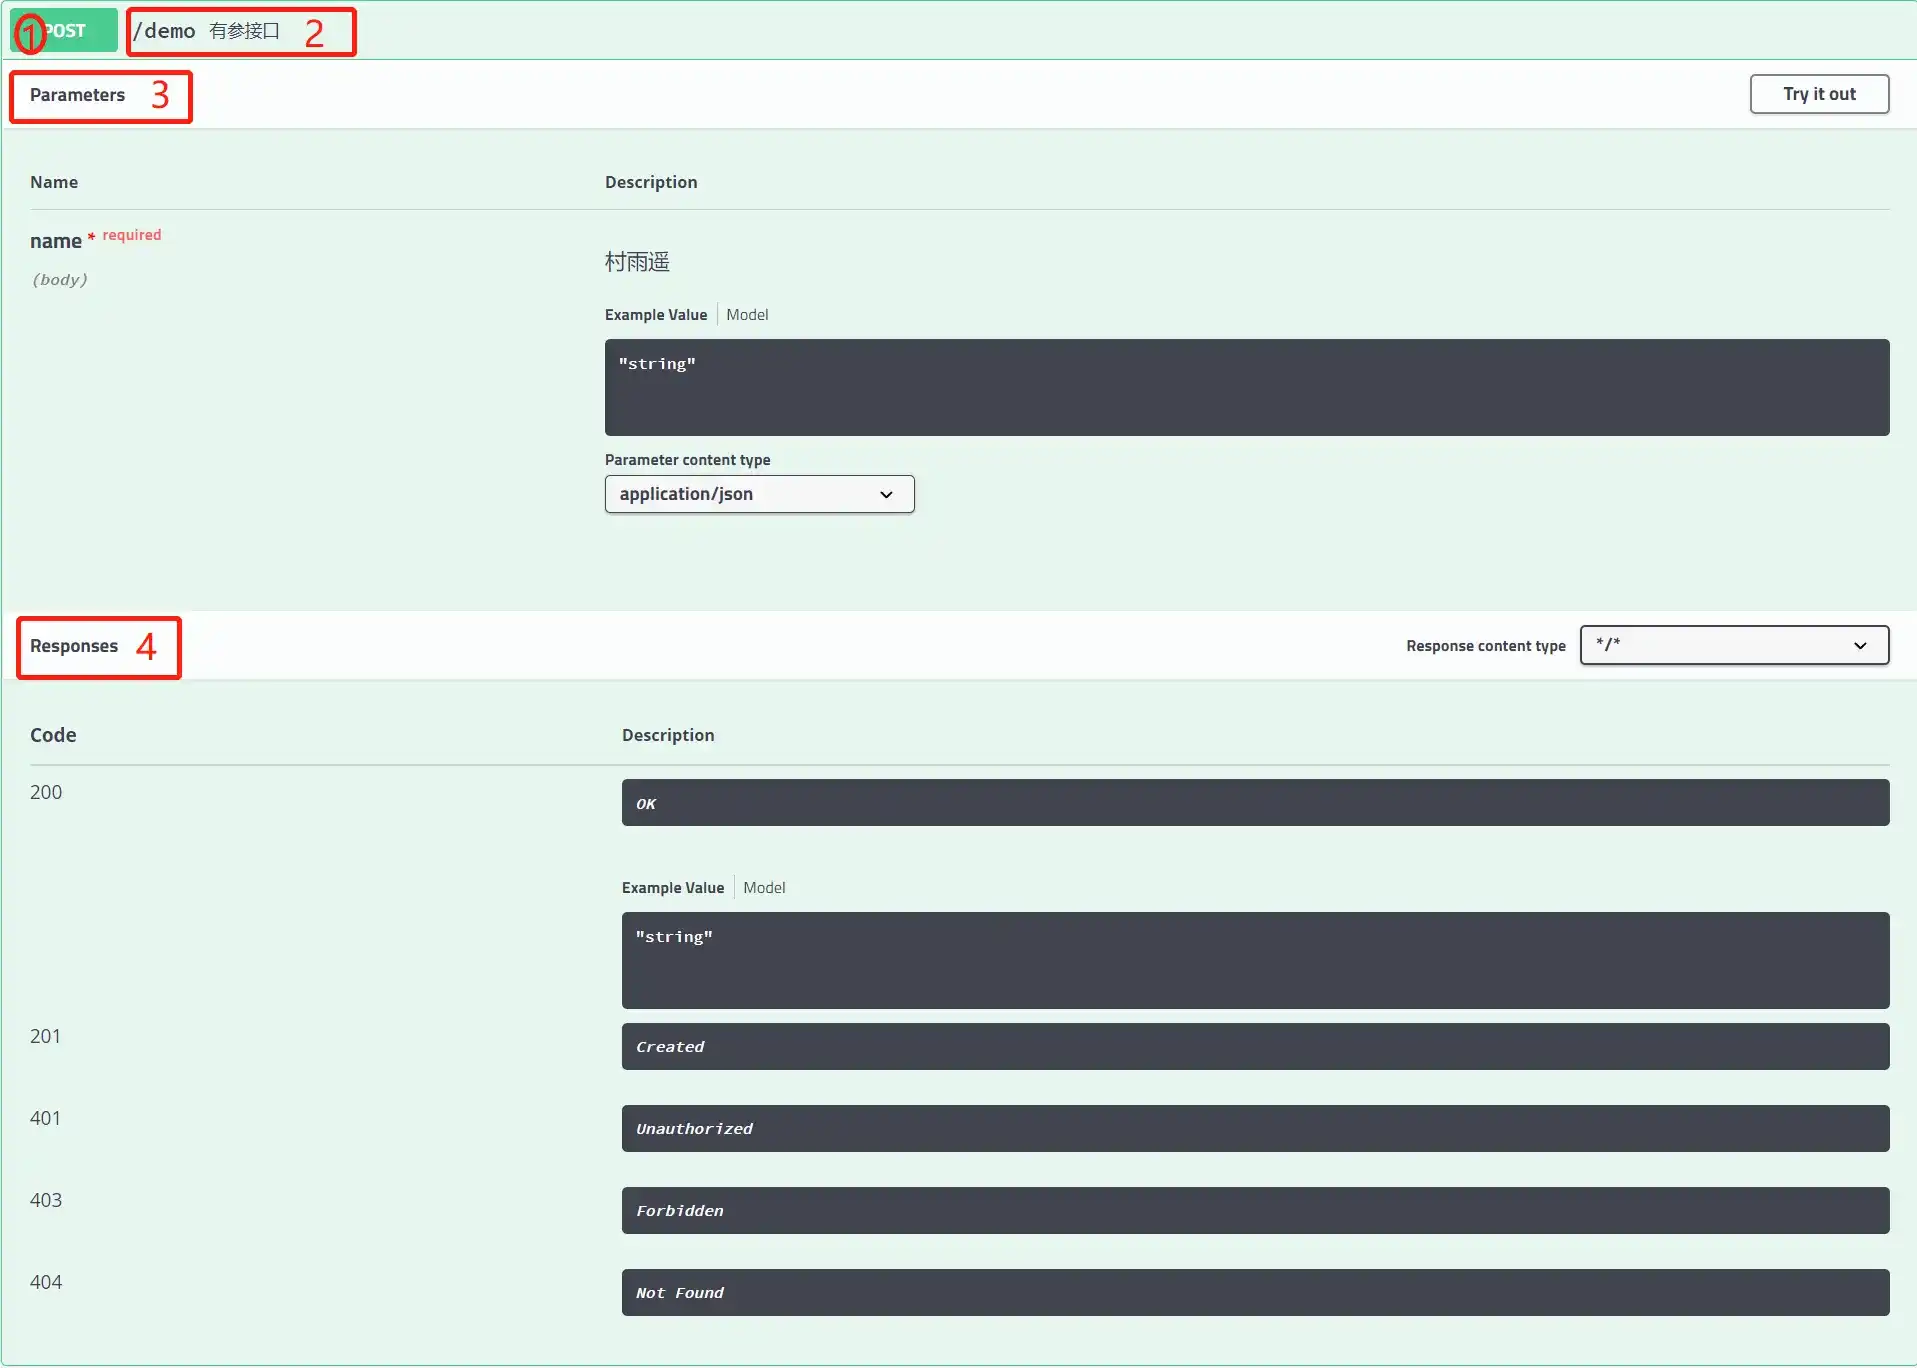 1 POST /demo 有参接口 2
Parameters 3 Try it out
Name Description
name * required
(body)
村雨遥
Example Value Model
"string"
Parameter content type
application/json
Responses 4 Response content type */*
Code Description
200 OK
Example Value Model
"string"
201 Created
401 Unauthorized
403 Forbidden
404 Not Found